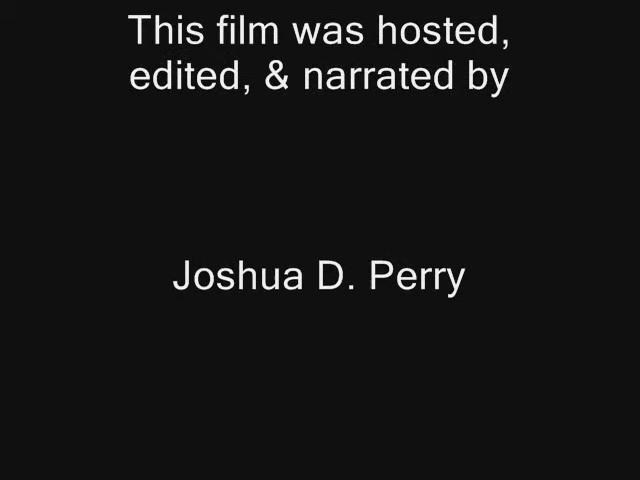 This film was hosted,
edited, & narrated by
Joshua D. Perry